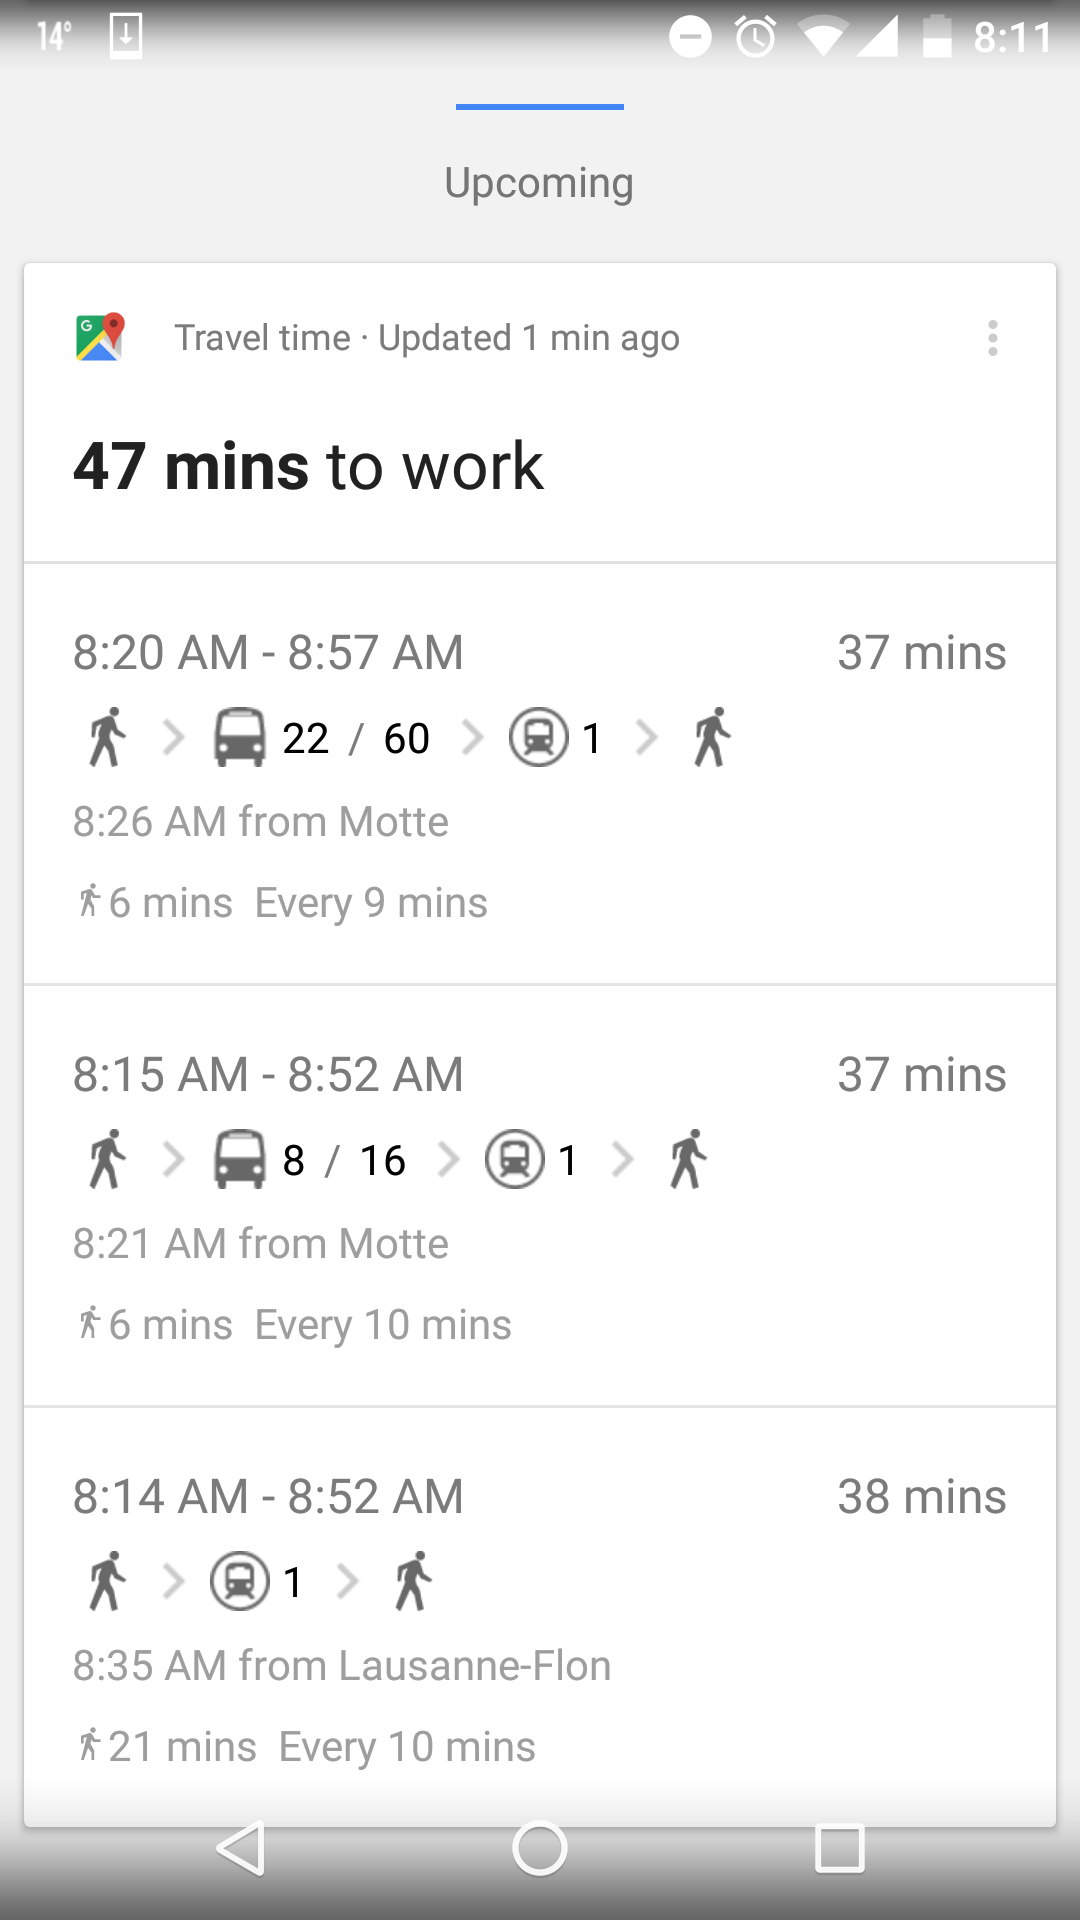 14°
8:11
Upcoming
G
Travel time · Updated 1 min ago
47 mins to work
8:20 AM - 8:57 AM 37 mins
22 / 60 1
8:26 AM from Motte
6 mins Every 9 mins
8:15 AM - 8:52 AM 37 mins
8 / 16 1
8:21 AM from Motte
6 mins Every 10 mins
8:14 AM - 8:52 AM 38 mins
1
8:35 AM from Lausanne-Flon
21 mins Every 10 mins